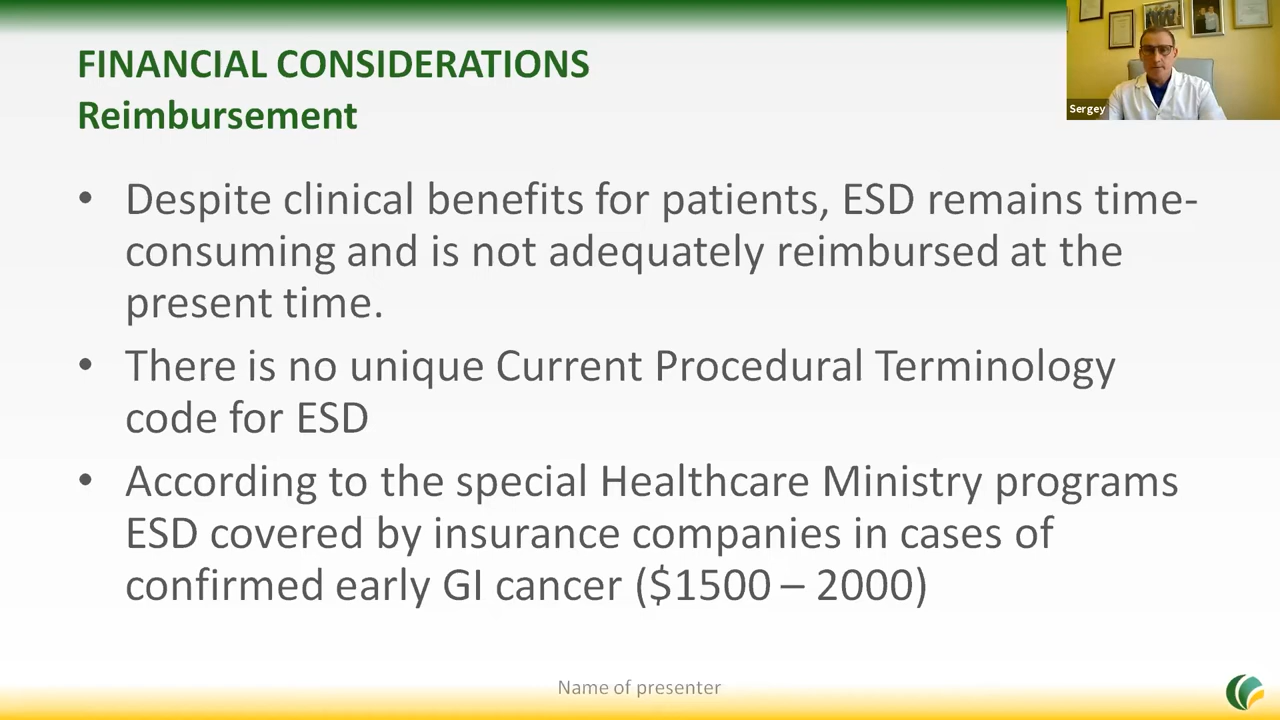 FINANCIAL CONSIDERATIONS
Reimbursement
Sergey
• Despite clinical benefits for patients, ESD remains time-
consuming and is not adequately reimbursed at the
present time.
• There is no unique Current Procedural Terminology
code for ESD
• According to the special Healthcare Ministry programs
ESD covered by insurance companies in cases of
confirmed early GI cancer ($1500 – 2000)
Name of presenter